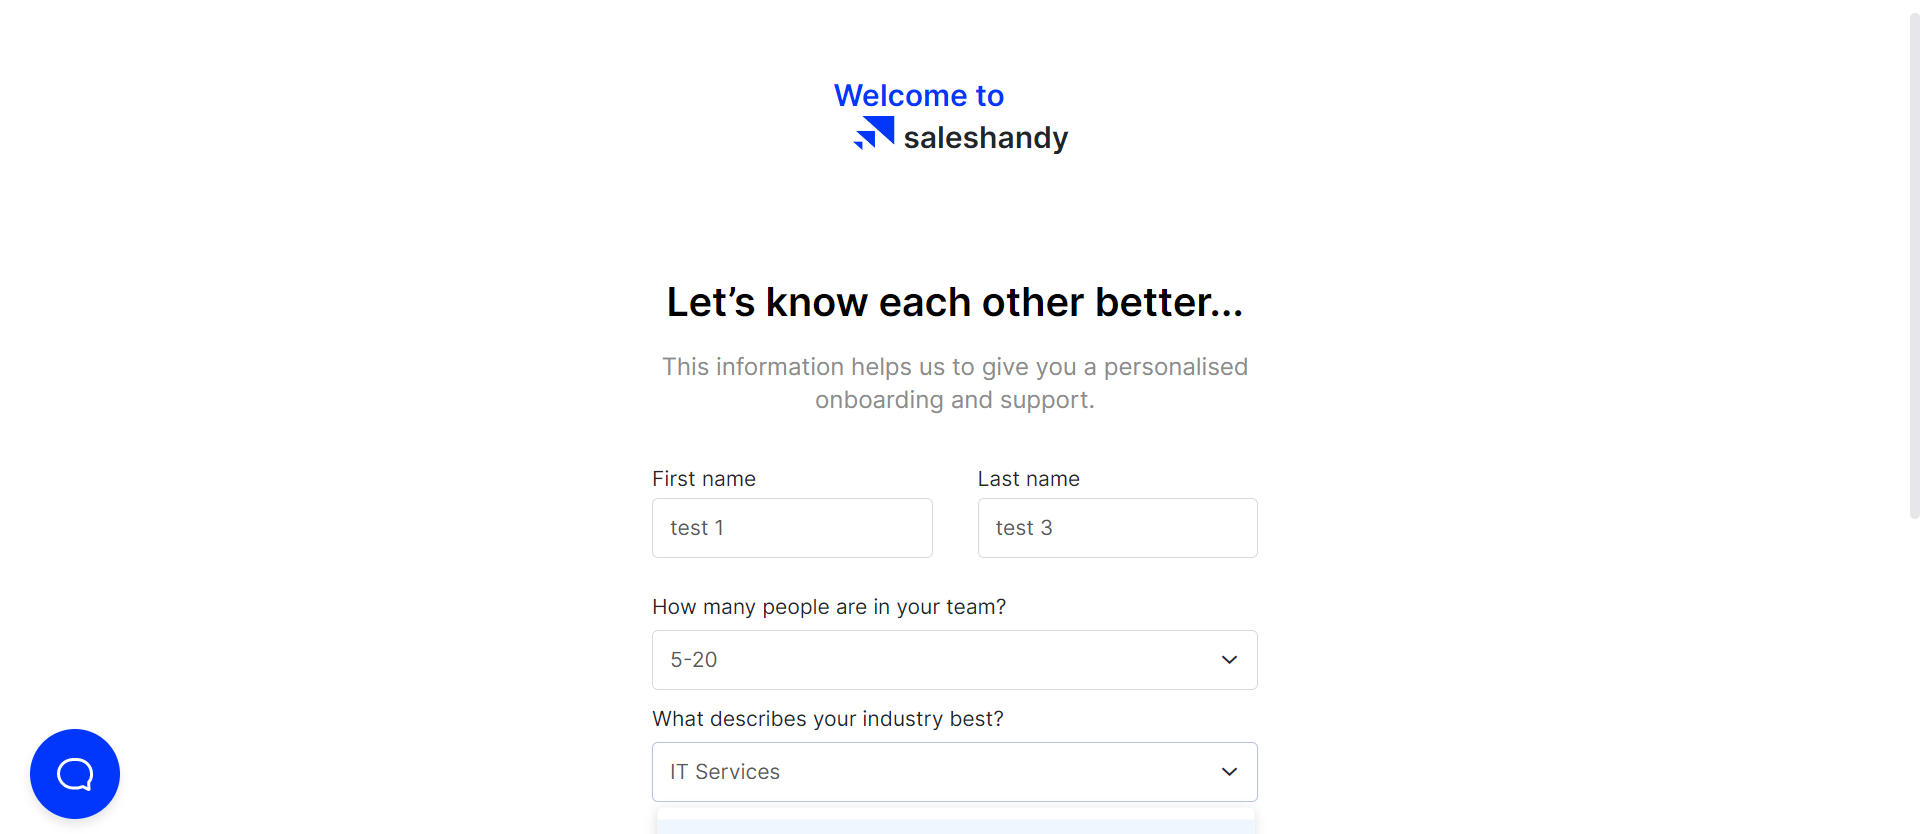 Welcome to
saleshandy
Let’s know each other better...
This information helps us to give you a personalised
onboarding and support.
First name
Last name
test 1
test 3
How many people are in your team?
5-20
What describes your industry best?
IT Services